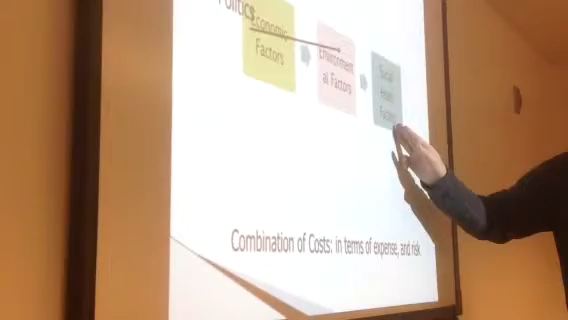 Politics
Economic
Factors
Environment
al Factors
Social
Health
Factors
Combination of Costs: in terms of expense, and risk